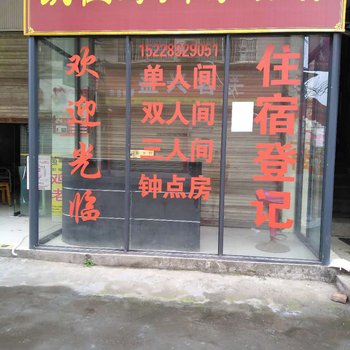 欢迎光临
15228929051
单人间
双人间
三人间
钟点房
住宿登记